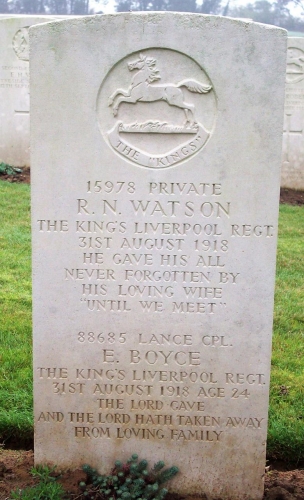 THE "KINGS"
15978 PRIVATE
R. N. WATSON
THE KING'S LIVERPOOL REGT.
31ST AUGUST 1918
HE GAVE HIS ALL
NEVER FORGOTTEN BY
HIS LOVING WIFE
"UNTIL WE MEET"
88685 LANCE CPL.
E. BOYCE
THE KING'S LIVERPOOL REGT.
31ST AUGUST 1918 AGE 24
THE LORD GAVE
AND THE LORD HATH TAKEN AWAY
FROM LOVING FAMILY